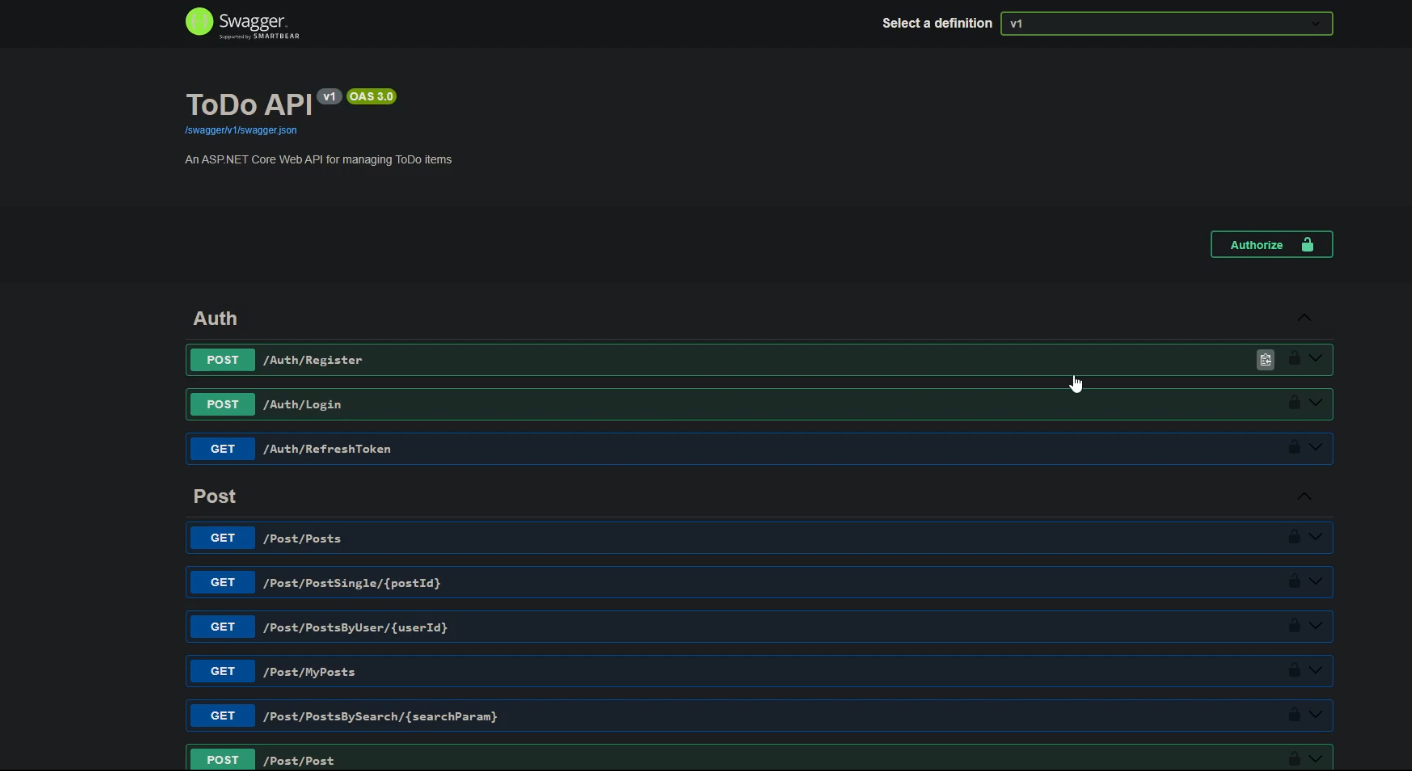 Swagger.
Supported by SMARTBEAR
Select a definition
v1
ToDo API v1 OAS 3.0
/swagger/v1/swagger.json
An ASP.NET Core Web API for managing ToDo items
Authorize
Auth
POST /Auth/Register
POST /Auth/Login
GET /Auth/RefreshToken
Post
GET /Post/Posts
GET /Post/PostSingle/{postId}
GET /Post/PostsByUser/{userId}
GET /Post/MyPosts
GET /Post/PostsBySearch/{searchParam}
POST /Post/Post